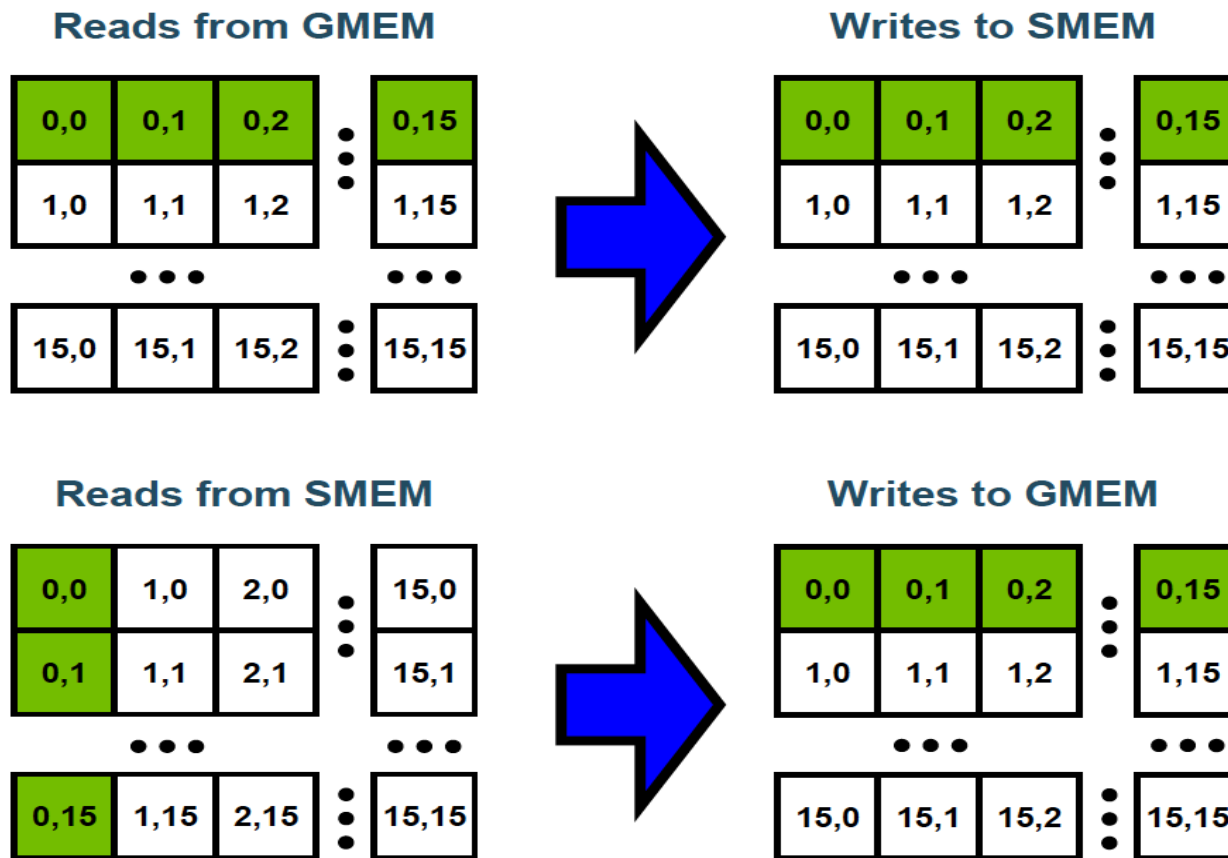 Reads from GMEM
Writes to SMEM
0,0 0,1 0,2 0,15
0,0 0,1 0,2 0,15
1,0 1,1 1,2 1,15
1,0 1,1 1,2 1,15
15,0 15,1 15,2 15,15
15,0 15,1 15,2 15,15
Reads from SMEM
Writes to GMEM
0,0 1,0 2,0 15,0
0,0 0,1 0,2 0,15
0,1 1,1 2,1 15,1
1,0 1,1 1,2 1,15
0,15 1,15 2,15 15,15
15,0 15,1 15,2 15,15